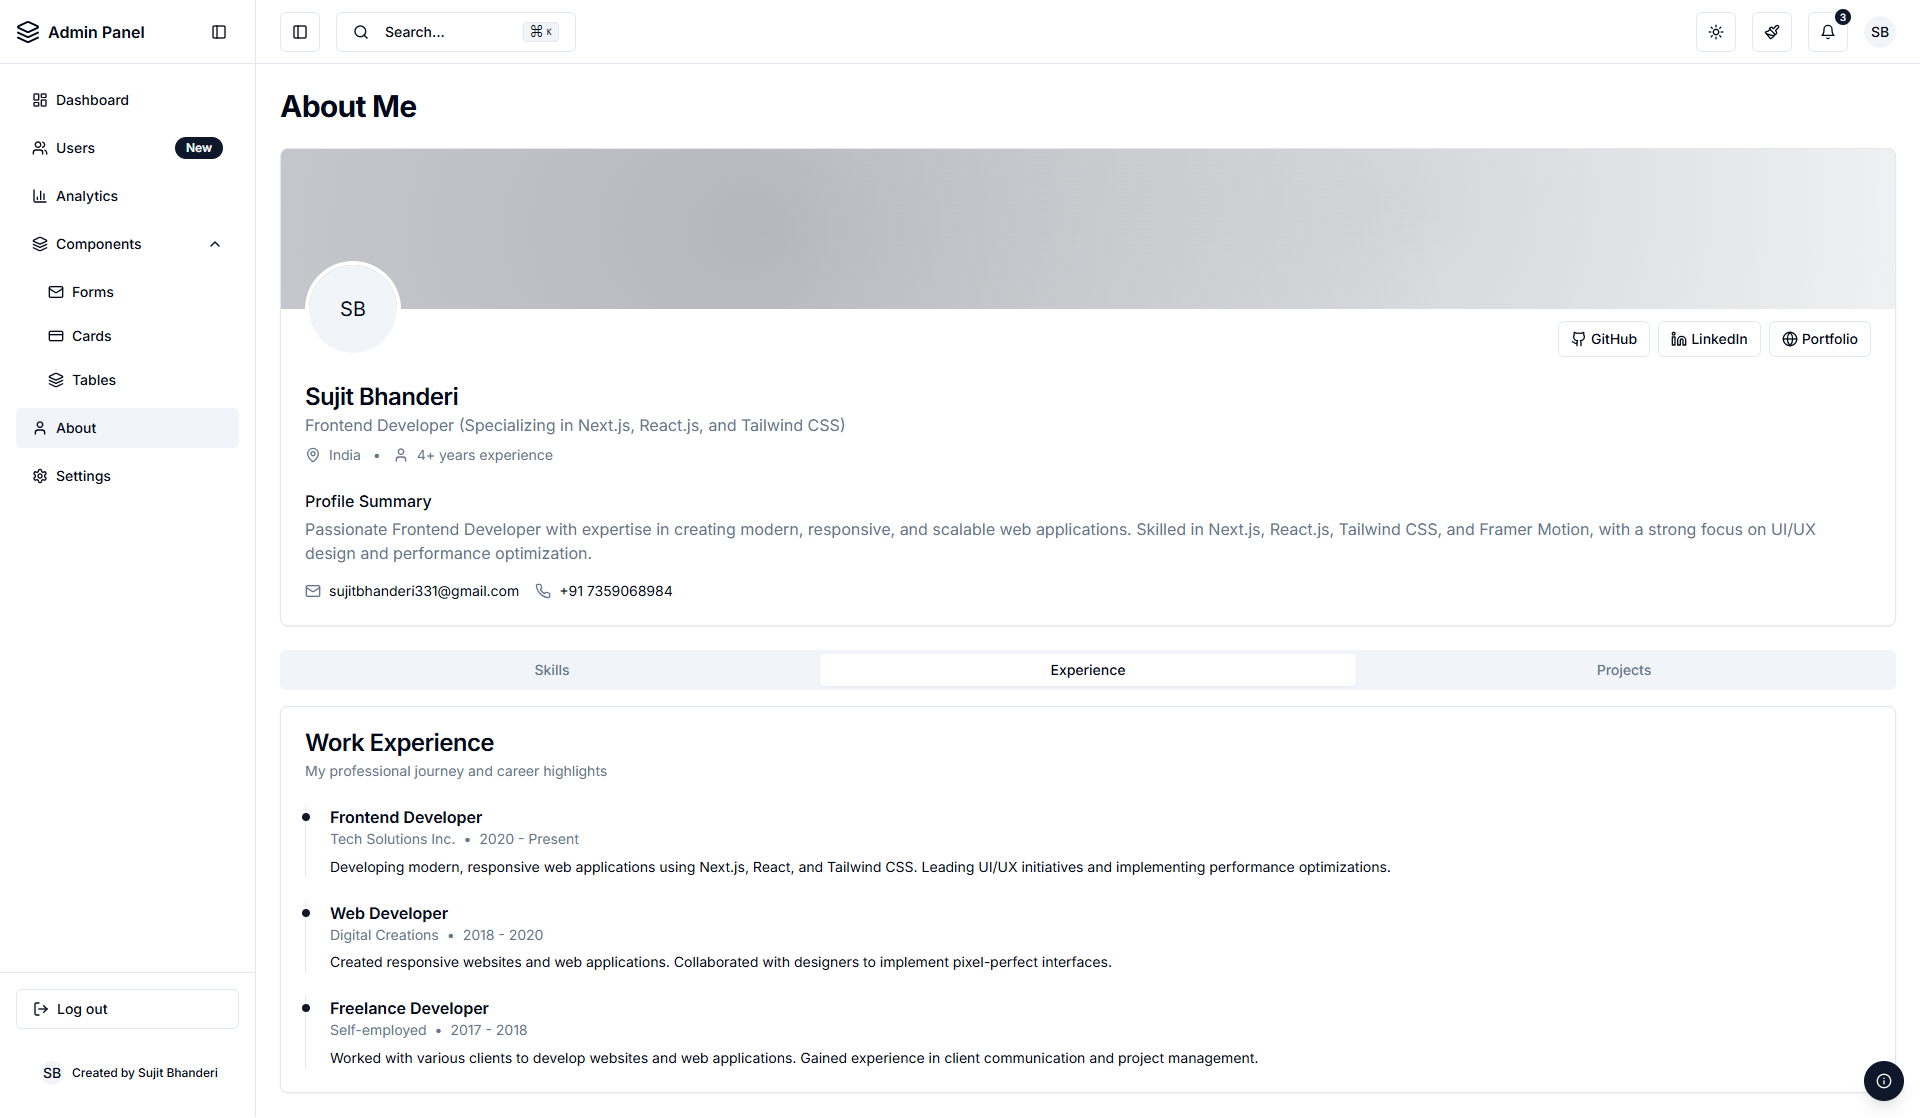 Admin Panel
Search...
⌘ K
3
SB
Dashboard
Users
New
Analytics
Components
Forms
Cards
Tables
About
Settings
Log out
SB
Created by Sujit Bhanderi
About Me
SB
GitHub
LinkedIn
Portfolio
Sujit Bhanderi
Frontend Developer (Specializing in Next.js, React.js, and Tailwind CSS)
India • 4+ years experience
Profile Summary
Passionate Frontend Developer with expertise in creating modern, responsive, and scalable web applications. Skilled in Next.js, React.js, Tailwind CSS, and Framer Motion, with a strong focus on UI/UX
design and performance optimization.
sujitbhanderi331@gmail.com
+91 7359068984
Skills
Experience
Projects
Work Experience
My professional journey and career highlights
Frontend Developer
Tech Solutions Inc. • 2020 - Present
Developing modern, responsive web applications using Next.js, React, and Tailwind CSS. Leading UI/UX initiatives and implementing performance optimizations.
Web Developer
Digital Creations • 2018 - 2020
Created responsive websites and web applications. Collaborated with designers to implement pixel-perfect interfaces.
Freelance Developer
Self-employed • 2017 - 2018
Worked with various clients to develop websites and web applications. Gained experience in client communication and project management.